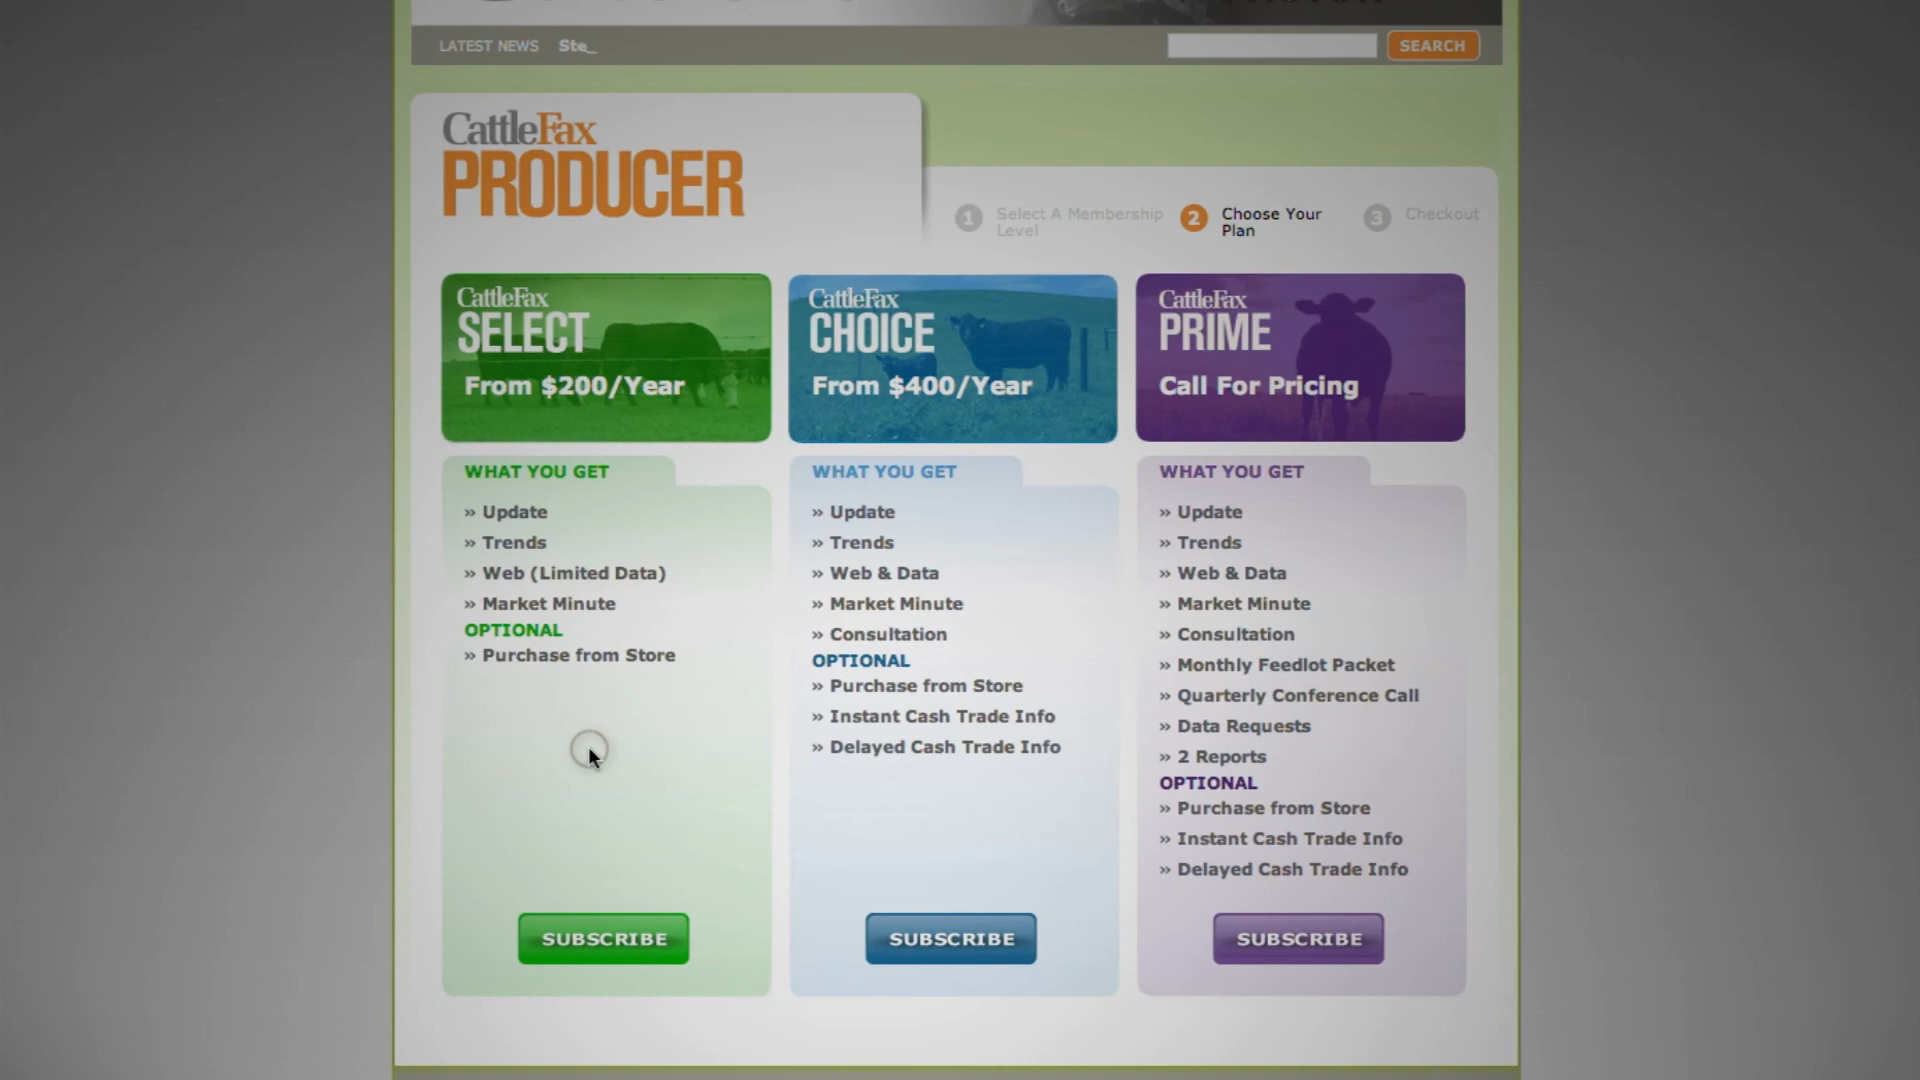 LATEST NEWS Ste_
SEARCH
CattleFax
PRODUCER
1 Select A Membership Level
2 Choose Your Plan
3 Checkout
CattleFax
SELECT
From $200/Year
WHAT YOU GET
» Update
» Trends
» Web (Limited Data)
» Market Minute
OPTIONAL
» Purchase from Store
SUBSCRIBE
CattleFax
CHOICE
From $400/Year
WHAT YOU GET
» Update
» Trends
» Web & Data
» Market Minute
» Consultation
OPTIONAL
» Purchase from Store
» Instant Cash Trade Info
» Delayed Cash Trade Info
SUBSCRIBE
CattleFax
PRIME
Call For Pricing
WHAT YOU GET
» Update
» Trends
» Web & Data
» Market Minute
» Consultation
» Monthly Feedlot Packet
» Quarterly Conference Call
» Data Requests
» 2 Reports
OPTIONAL
» Purchase from Store
» Instant Cash Trade Info
» Delayed Cash Trade Info
SUBSCRIBE